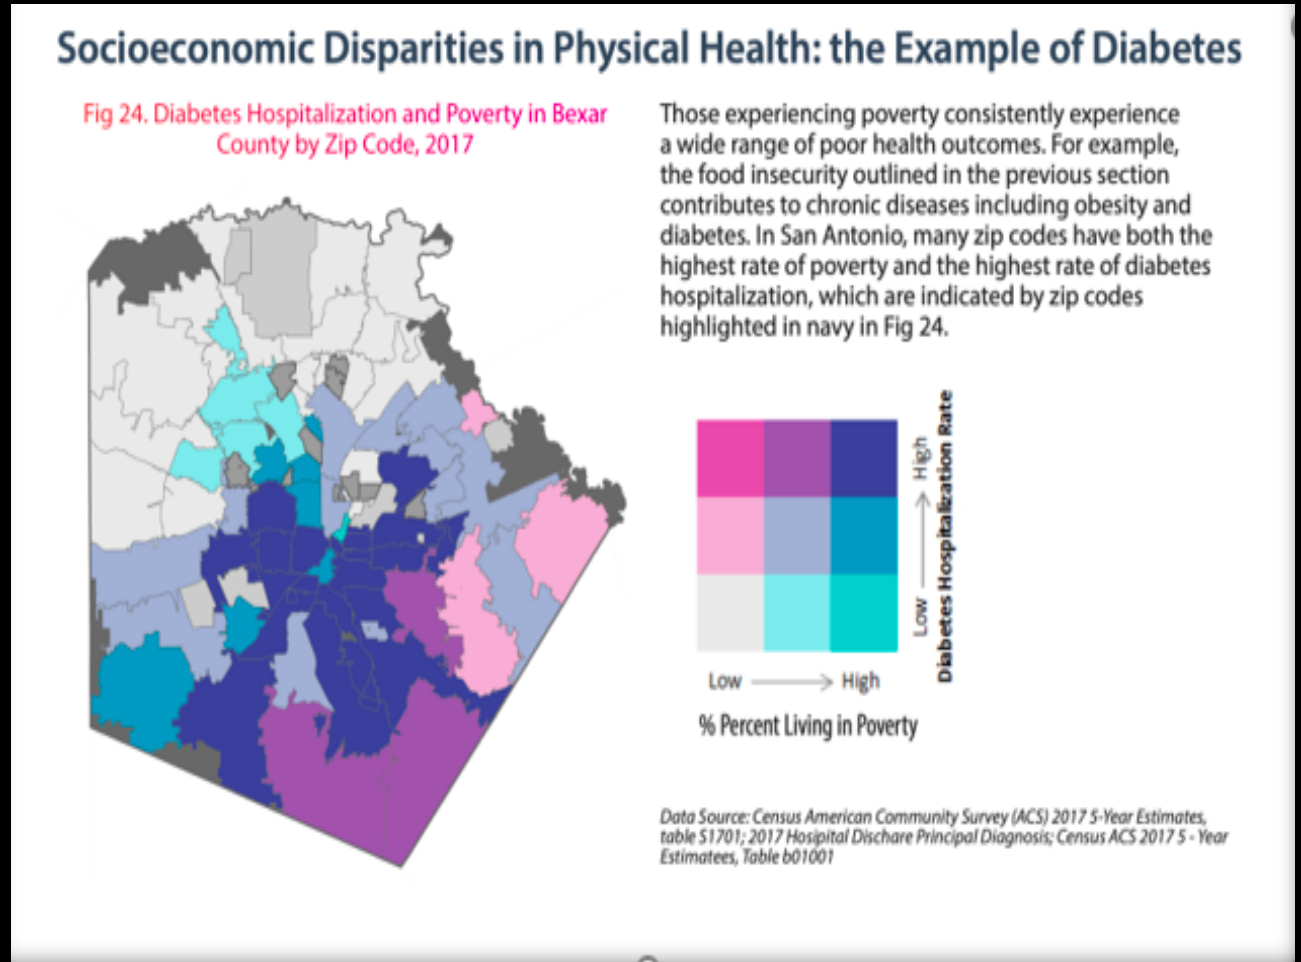 Socioeconomic Disparities in Physical Health: the Example of Diabetes
Fig 24. Diabetes Hospitalization and Poverty in Bexar
County by Zip Code, 2017
Those experiencing poverty consistently experience
a wide range of poor health outcomes. For example,
the food insecurity outlined in the previous section
contributes to chronic diseases including obesity and
diabetes. In San Antonio, many zip codes have both the
highest rate of poverty and the highest rate of diabetes
hospitalization, which are indicated by zip codes
highlighted in navy in Fig 24.
Low High
Diabetes Hospitalization Rate
Low High
% Percent Living in Poverty
Data Source: Census American Community Survey (ACS) 2017 5-Year Estimates,
table S1701; 2017 Hosipital Dischare Principal Diagnosis; Census ACS 2017 5 - Year
Estimatees, Table b01001